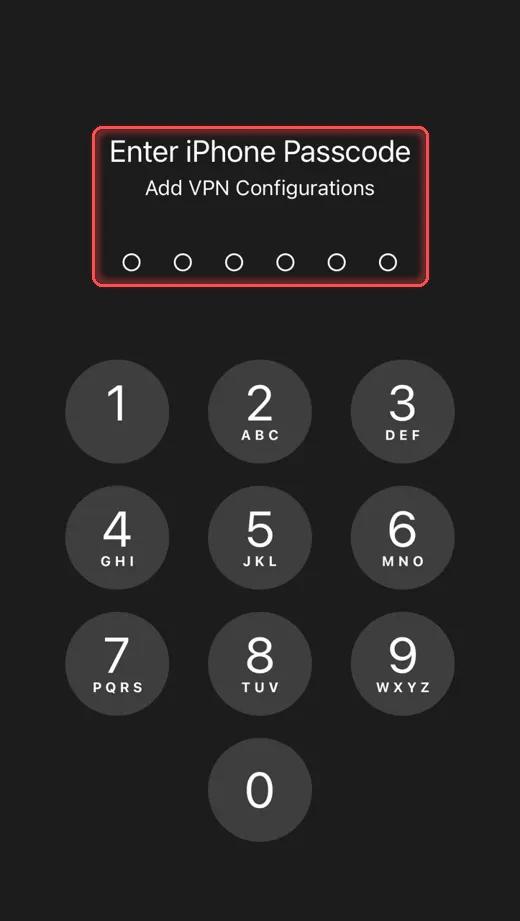 Enter iPhone Passcode
Add VPN Configurations
1
2
ABC
3
DEF
4
GHI
5
JKL
6
MNO
7
PQRS
8
TUV
9
WXYZ
0